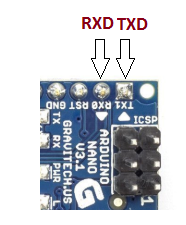 RXD TXD
GND RST RX0 TX1
TX
RX
PWR
L
ARDUINO
NANO
V3.1
GRAVITECH.US
ICSP
1
G